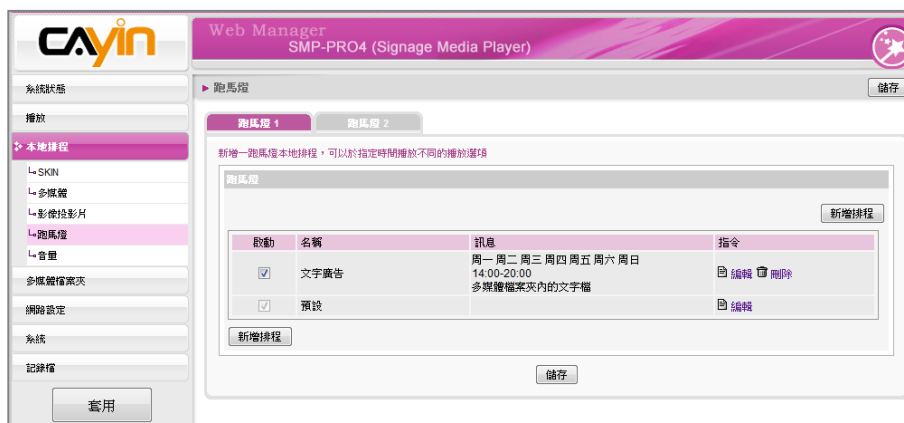 CAYIN
Web Manager
SMP-PRO4 (Signage Media Player)
系統狀態
播放
本地排程
SKIN
多媒體
影像投影片
跑馬燈
音量
多媒體檔案夾
網路設定
系統
記錄檔
套用
跑馬燈
儲存
跑馬燈 1
跑馬燈 2
新增一跑馬燈本地排程，可以於指定時間播放不同的播放選項
跑馬燈
新增排程
啟動 名稱 訊息 指令
周一 周二 周三 周四 周五 周六 周日
文字廣告 14:00-20:00 編輯 刪除
多媒體檔案夾內的文字檔
預設 編輯
新增排程
儲存